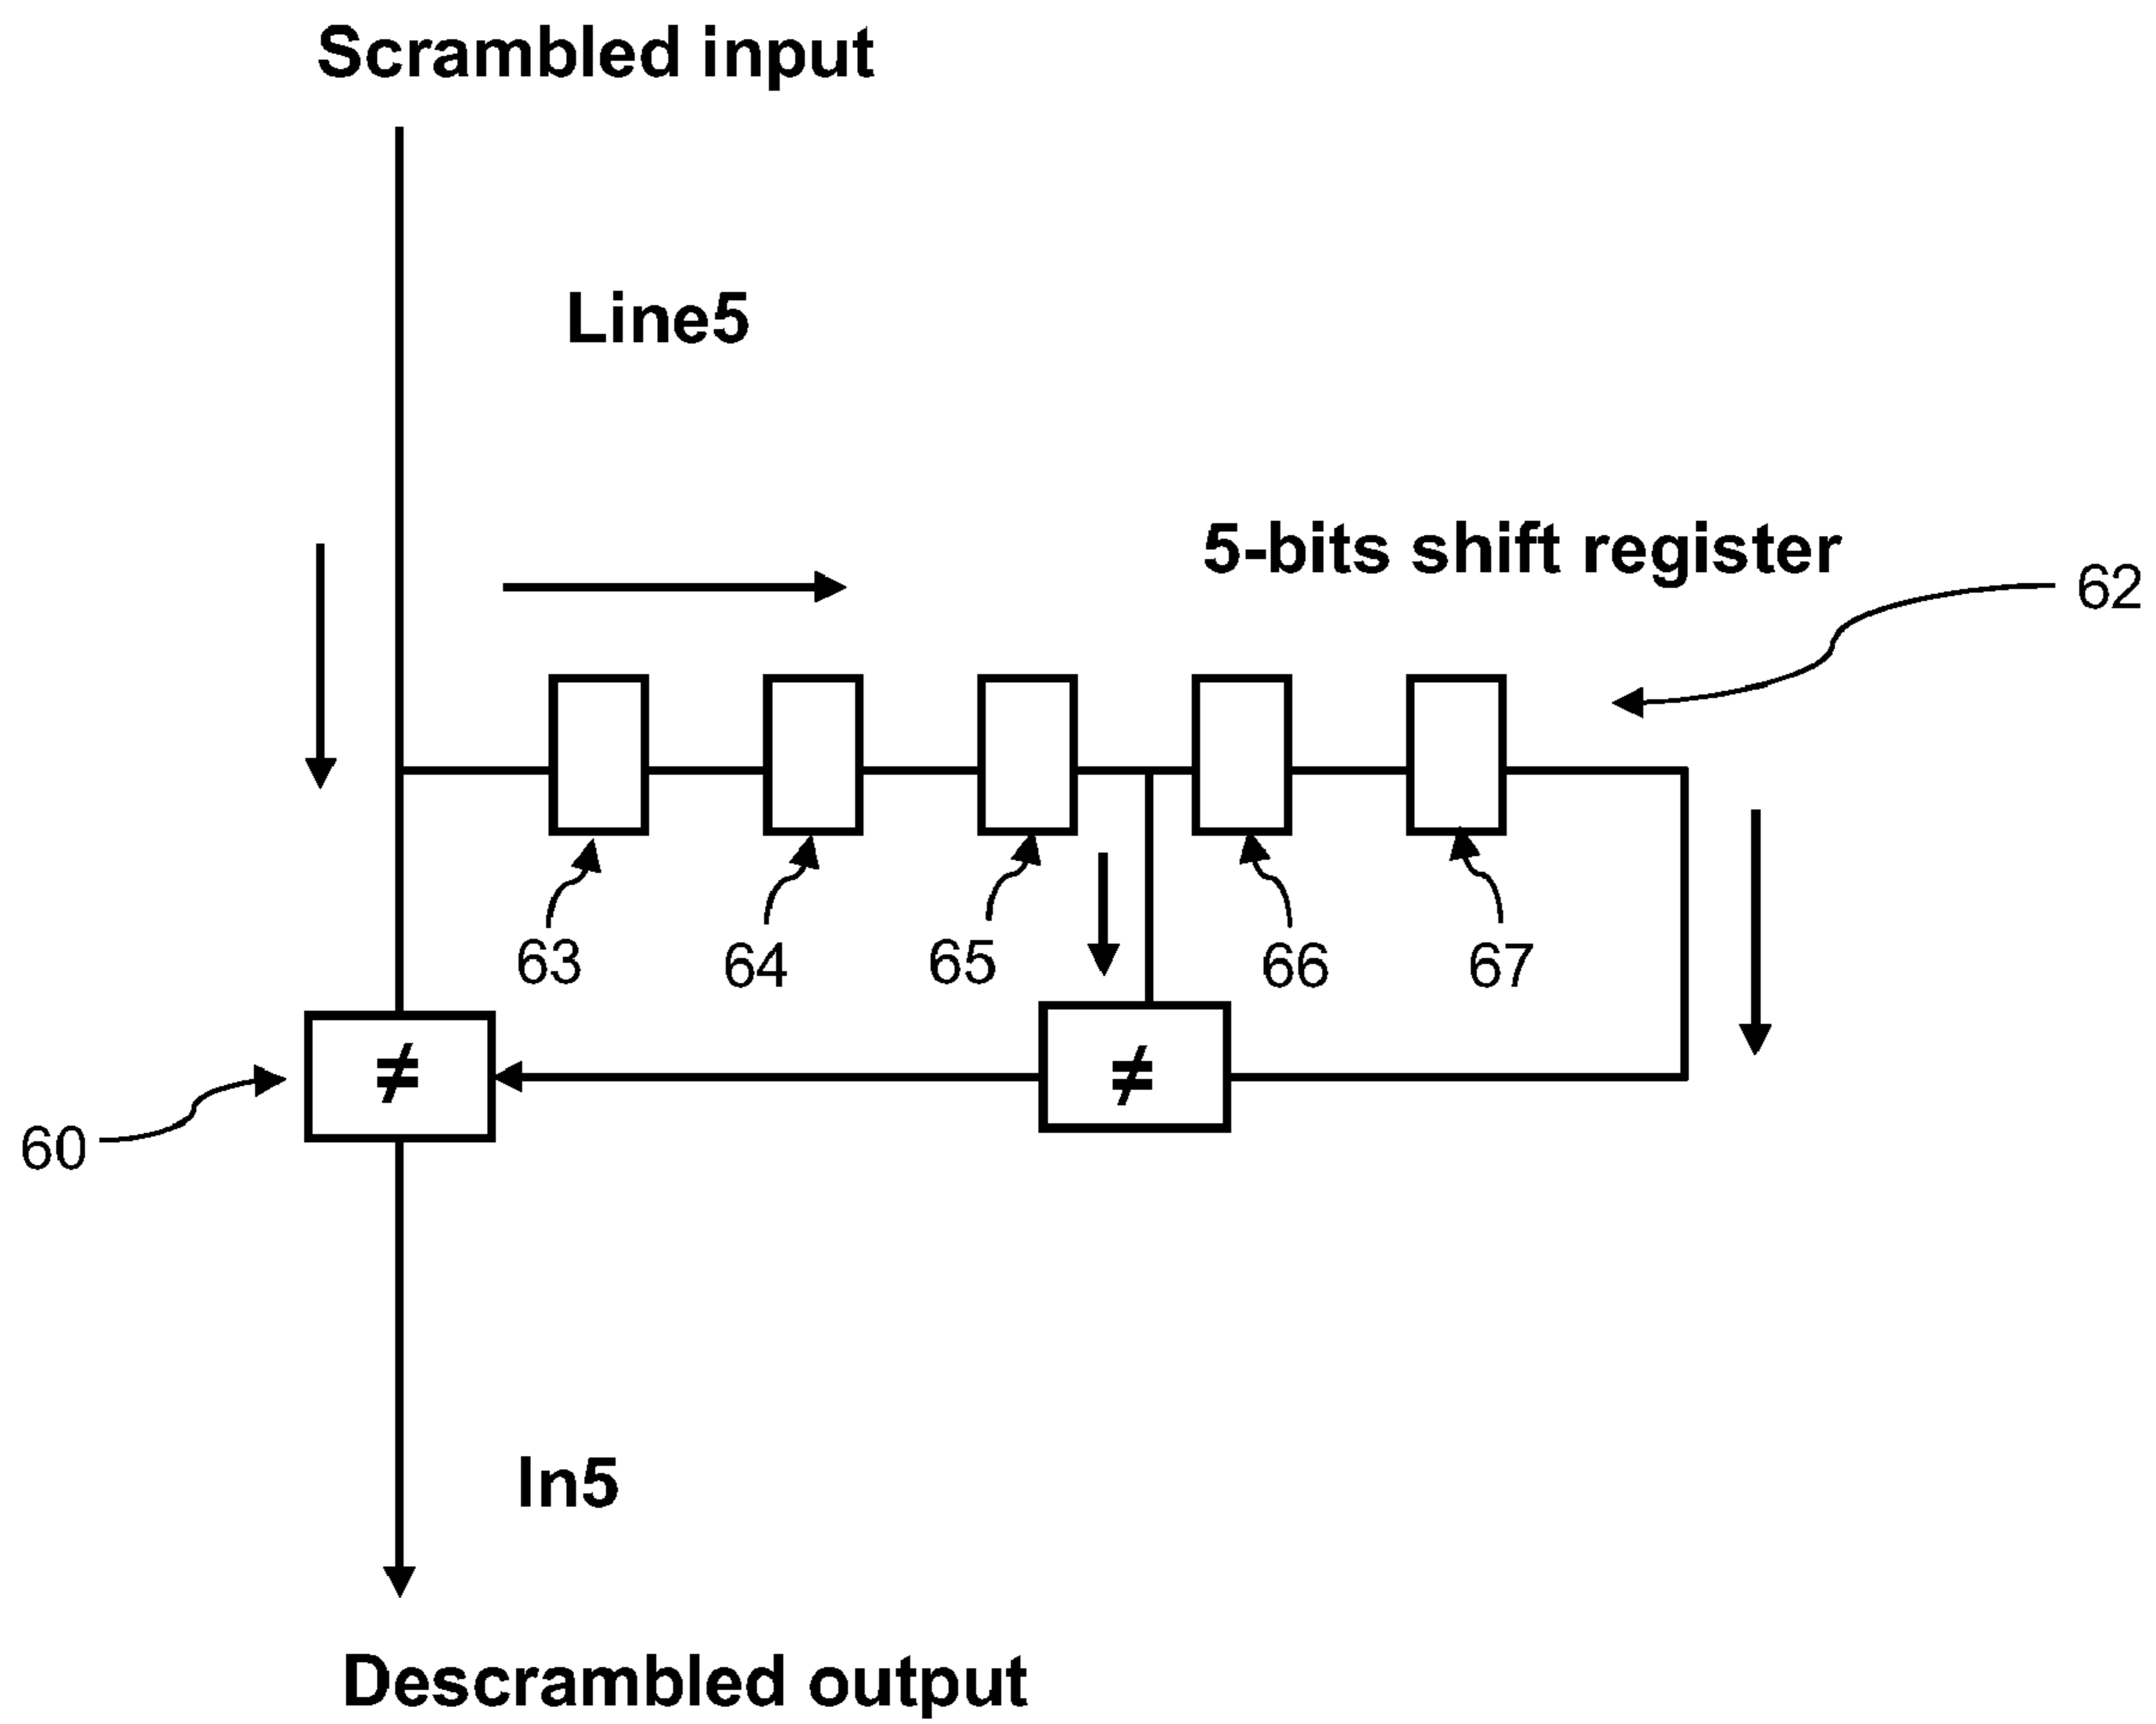 Scrambled input
Line5
5-bits shift register
62
63
64
65
66
67
≠
≠
60
In5
Descrambled output